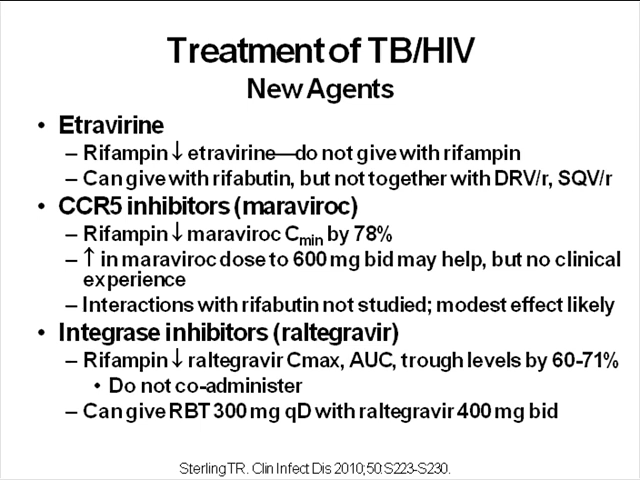 Treatment of TB/HIV
New Agents
• Etravirine
– Rifampin ↓ etravirine—do not give with rifampin
– Can give with rifabutin, but not together with DRV/r, SQV/r
• CCR5 inhibitors (maraviroc)
– Rifampin ↓ maraviroc Cmin by 78%
– ↑ in maraviroc dose to 600 mg bid may help, but no clinical
experience
– Interactions with rifabutin not studied; modest effect likely
• Integrase inhibitors (raltegravir)
– Rifampin ↓ raltegravir Cmax, AUC, trough levels by 60-71%
• Do not co-administer
– Can give RBT 300 mg qD with raltegravir 400 mg bid
Sterling TR. Clin Infect Dis 2010;50:S223-S230.